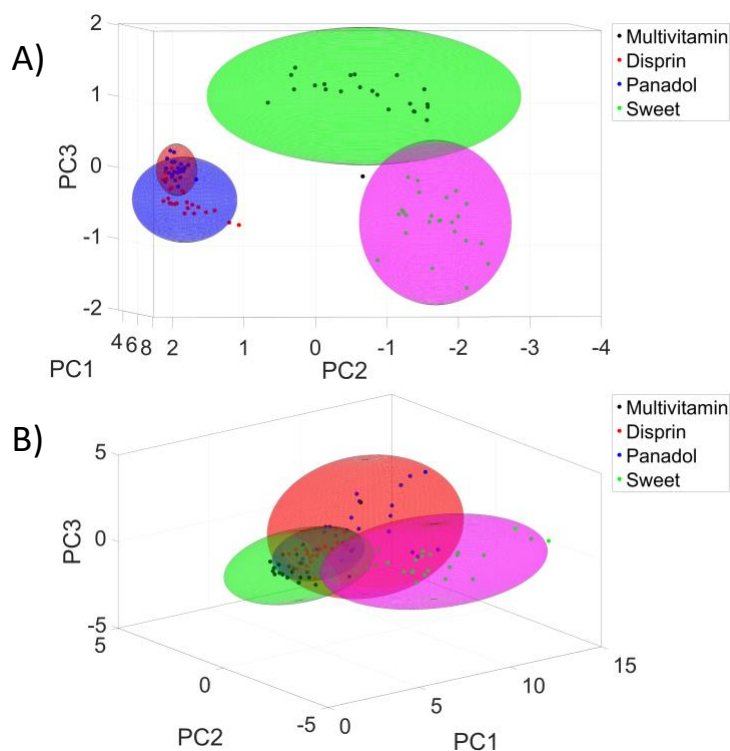 A)
2
1
0
-1
-2
PC3
4 6 8
2
1
0
-1
-2
-3
-4
PC1
PC2
Multivitamin
Disprin
Panadol
Sweet
B)
5
0
-5
PC3
5
0
-5
PC2
0
5
10
15
PC1
Multivitamin
Disprin
Panadol
Sweet